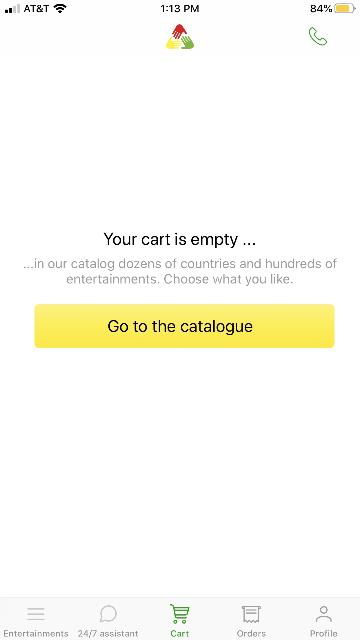 AT&T 1:13 PM 84%
Your cart is empty ...
...in our catalog dozens of countries and hundreds of
entertainments. Choose what you like.
Go to the catalogue
Entertainments 24/7 assistant Cart Orders Profile